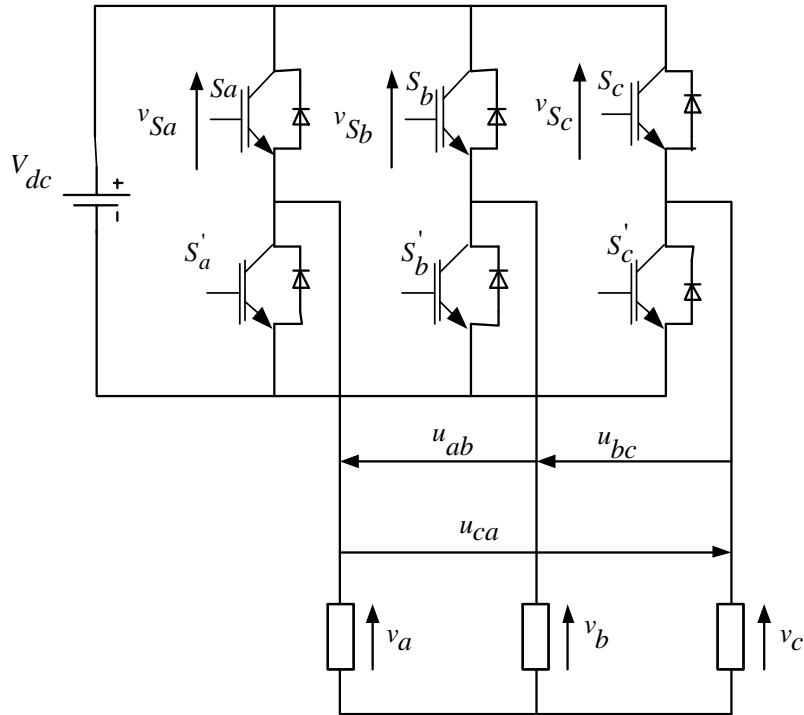 Sa
S_b
S_c
v_Sa
v_Sb
v_Sc
V_dc
+
-
S'_a
S'_b
S'_c
u_ab
u_bc
u_ca
v_a
v_b
v_c